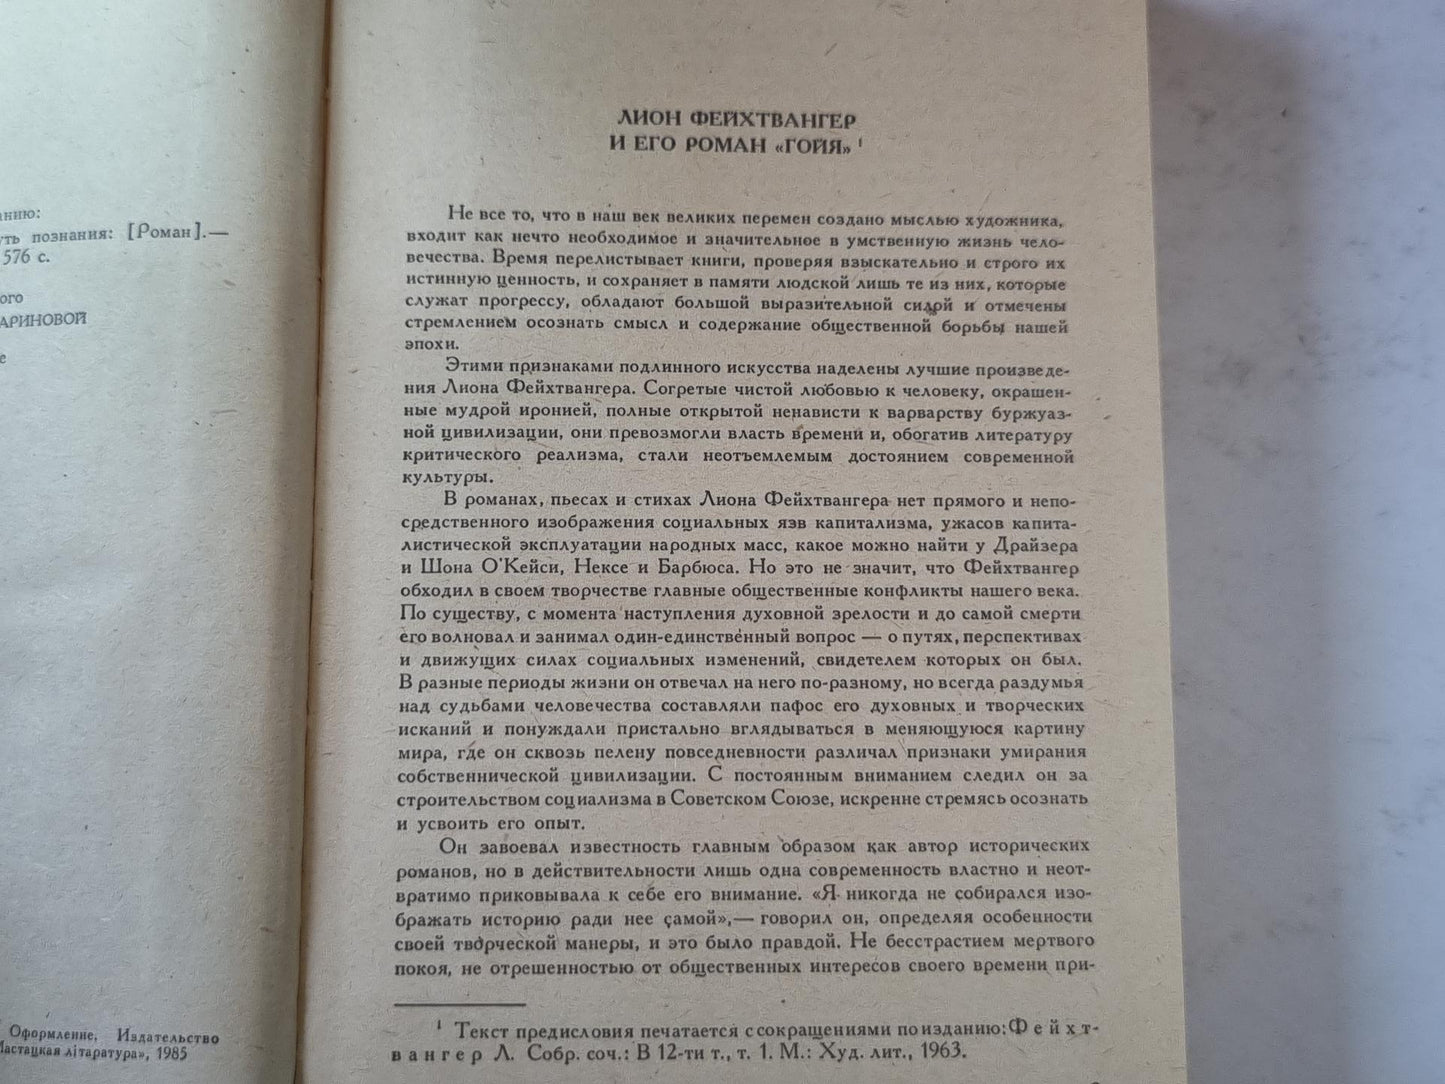 анию:
уть познания: [Роман].—
576 с.
ого
АРИНОВОЙ
е
Оформление, Издательство
Мастацкая літаратура», 1985
ЛИОН ФЕЙХТВАНГЕР
И ЕГО РОМАН «ГОЙЯ» ¹
Не все то, что в наш век великих перемен создано мыслью художника,
входит как нечто необходимое и значительное в умственную жизнь чело-
вечества. Время перелистывает книги, проверяя взыскательно и строго их
истинную ценность, и сохраняет в памяти людской лишь те из них, которые
служат прогрессу, обладают большой выразительной силой и отмечены
стремлением осознать смысл и содержание общественной борьбы нашей
эпохи.
Этими признаками подлинного искусства наделены лучшие произведе-
ния Лиона Фейхтвангера. Согретые чистой любовью к человеку, окрашен-
ные мудрой иронией, полные открытой ненависти к варварству буржуаз-
ной цивилизации, они превозмогли власть времени и, обогатив литературу
критического реализма, стали неотъемлемым достоянием современной
культуры.
В романах, пьесах и стихах Лиона Фейхтвангера нет прямого и непо-
средственного изображения социальных язв капитализма, ужасов капита-
листической эксплуатации народных масс, какое можно найти у Драйзера
и Шона О'Кейси, Нексе и Барбюса. Но это не значит, что Фейхтвангер
обходил в своем творчестве главные общественные конфликты нашего века.
По существу, с момента наступления духовной зрелости и до самой смерти
его волновал и занимал один-единственный вопрос — о путях, перспективах
и движущих силах социальных изменений, свидетелем которых он был.
В разные периоды жизни он отвечал на него по-разному, но всегда раздумья
над судьбами человечества составляли пафос его духовных и творческих
исканий и понуждали пристально вглядываться в меняющуюся картину
мира, где он сквозь пелену повседневности различал признаки умирания
собственнической цивилизации. С постоянным вниманием следил он за
строительством социализма в Советском Союзе, искренне стремясь осознать
и усвоить его опыт.
Он завоевал известность главным образом как автор исторических
романов, но в действительности лишь одна современность властно и неот-
вратимо приковывала к себе его внимание. «Я никогда не собирался изо-
бражать историю ради нее самой»,— говорил он, определяя особенности
своей творческой манеры, и это было правдой. Не бесстрастием мертвого
покоя, не отрешенностью от общественных интересов своего времени при-
¹ Текст предисловия печатается с сокращениями по изданию: Фейхт-
вангер Л. Собр. соч.: В 12-ти т., т. 1. М.: Худ. лит., 1963.